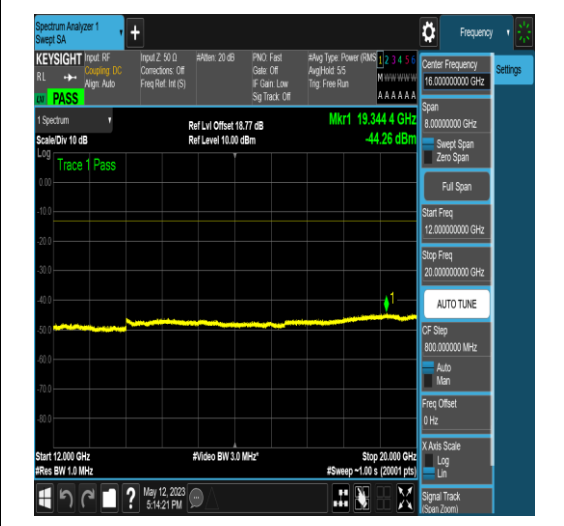 Spectrum Analyzer 1
Swept SA
+
Frequency
KEYSIGHT
RL
PASS
Input: RF
Coupling: DC
Align: Auto
Input Z: 50 Ω
Corrections: Off
Freq Ref: Int (S)
#Atten: 20 dB
PNO: Fast
Gate: Off
IF Gain: Low
Sig Track: Off
#Avg Type: Power (RMS
Avg|Hold: 5/5
Trig: Free Run
1 2 3 4 5 6
M w w w w w
A A A A A A
Center Frequency
16.000000000 GHz
Settings
Span
8.00000000 GHz
Swept Span
Zero Span
Full Span
Start Freq
12.000000000 GHz
Stop Freq
20.000000000 GHz
AUTO TUNE
CF Step
800.000000 MHz
Auto
Man
Freq Offset
0 Hz
X Axis Scale
Log
Lin
Signal Track
(Span Zoom)
1 Spectrum
Scale/Div 10 dB
Ref Lvl Offset 18.77 dB
Ref Level 10.00 dBm
Mkr1 19.344 4 GHz
-44.26 dBm
Log
Trace 1 Pass
0.00
-10.0
-20.0
-30.0
-40.0
-50.0
-60.0
-70.0
-80.0
1
Start 12.000 GHz
#Res BW 1.0 MHz
#Video BW 3.0 MHz*
Stop 20.000 GHz
#Sweep ~1.00 s (20001 pts)
?
May 12, 2023
5:14:21 PM